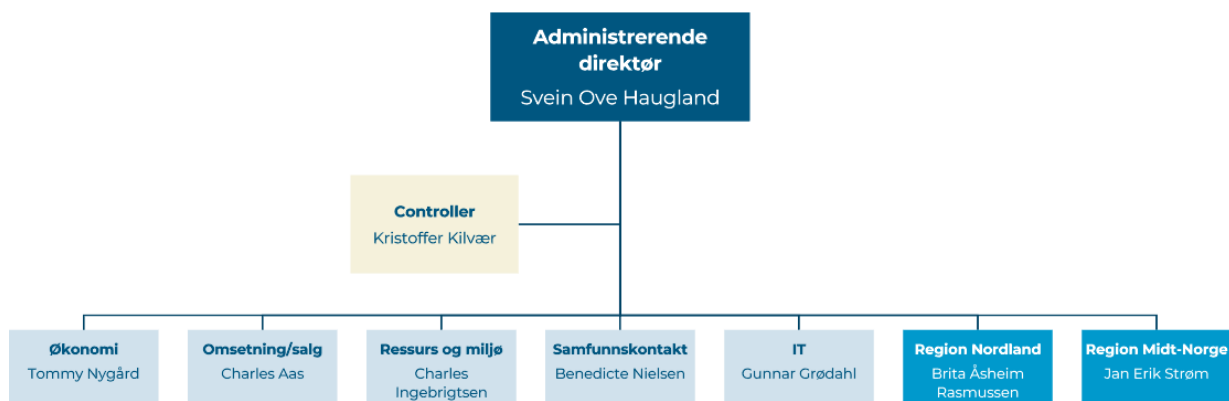 Administrerende
direktør
Svein Ove Haugland
Controller
Kristoffer Kilvær
Økonomi
Tommy Nygård
Omsetning/salg
Charles Aas
Ressurs og miljø
Charles
Ingebrigtsen
Samfunnskontakt
Benedicte Nielsen
IT
Gunnar Grødahl
Region Nordland
Brita Åsheim
Rasmussen
Region Midt-Norge
Jan Erik Strøm